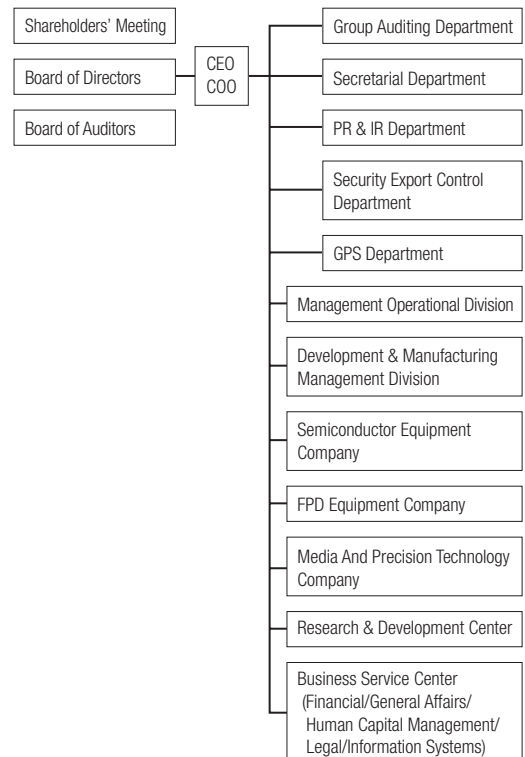 Shareholders' Meeting
Board of Directors
Board of Auditors
CEO
COO
Group Auditing Department
Secretarial Department
PR & IR Department
Security Export Control
Department
GPS Department
Management Operational Division
Development & Manufacturing
Management Division
Semiconductor Equipment
Company
FPD Equipment Company
Media And Precision Technology
Company
Research & Development Center
Business Service Center
(Financial/General Affairs/
Human Capital Management/
Legal/Information Systems)